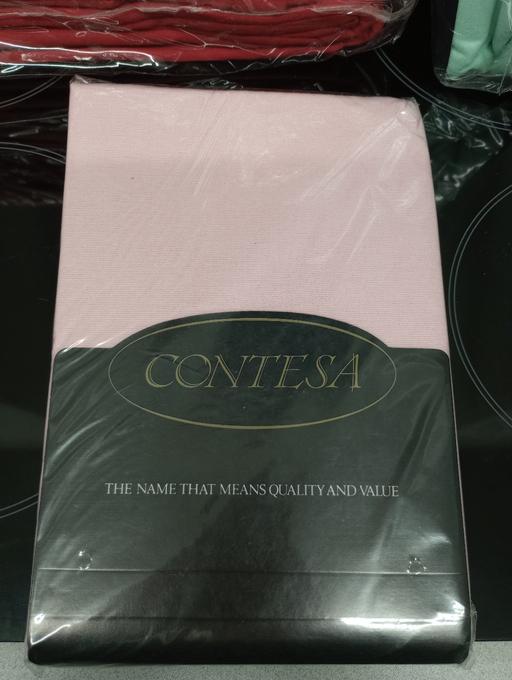 CONTESA
THE NAME THAT MEANS QUALITY AND VALUE